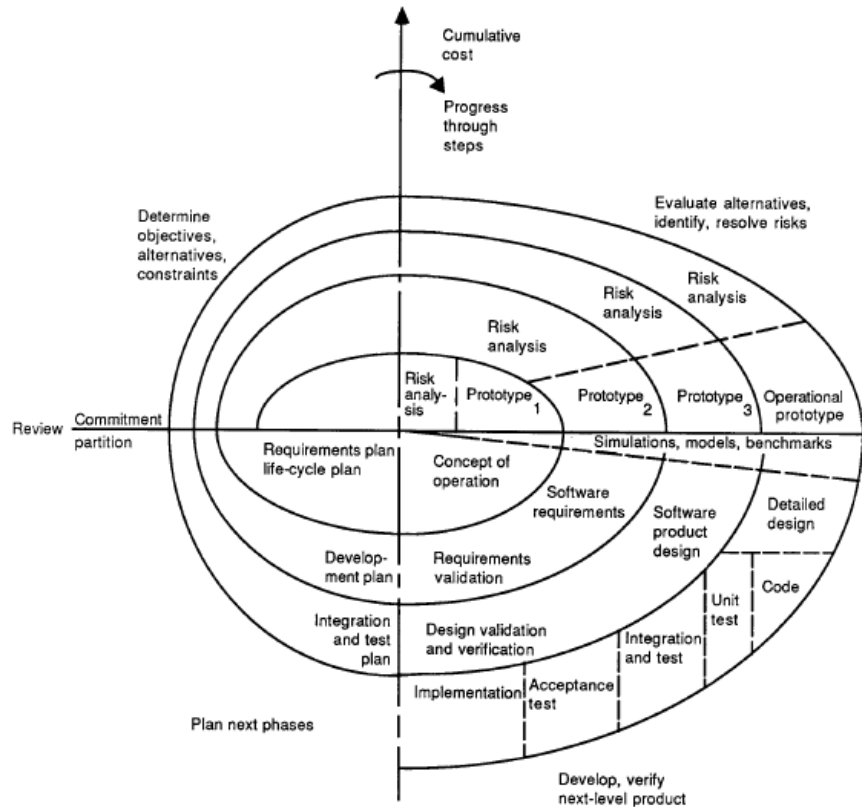 Cumulative
cost
Progress
through
steps
Determine
objectives,
alternatives,
constraints
Evaluate alternatives,
identify, resolve risks
Risk
analysis
Risk
analysis
Risk
analysis
Risk
analy-
sis
Prototype
1
Prototype
2
Prototype
3
Operational
prototype
Review
Commitment
partition
Simulations, models, benchmarks
Requirements plan
life-cycle plan
Concept of
operation
Software
requirements
Software
product
design
Detailed
design
Develop-
ment plan
Requirements
validation
Code
Unit
test
Integration
and test
plan
Design validation
and verification
Integration
and test
Acceptance
test
Implementation
Plan next phases
Develop, verify
next-level product